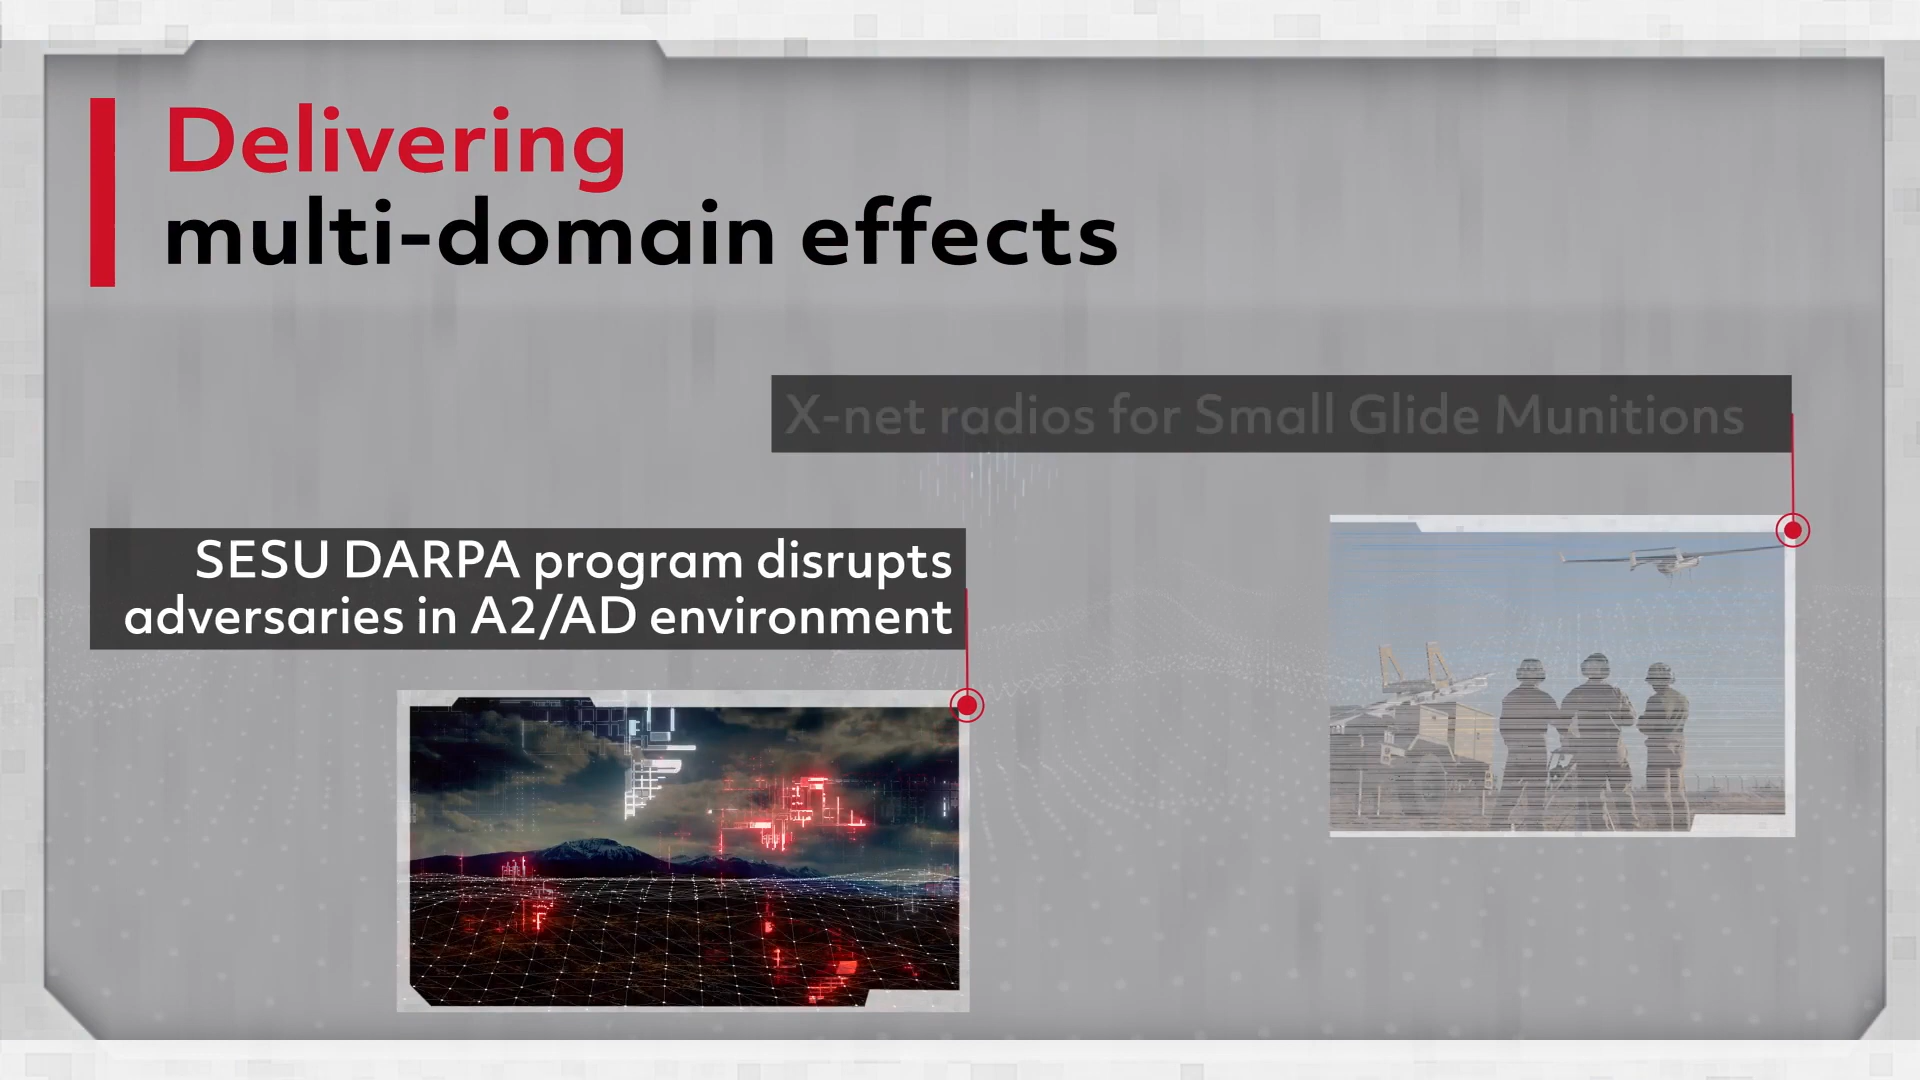 Delivering
multi-domain effects
X-net radios for Small Glide Munitions
SESU DARPA program disrupts
adversaries in A2/AD environment